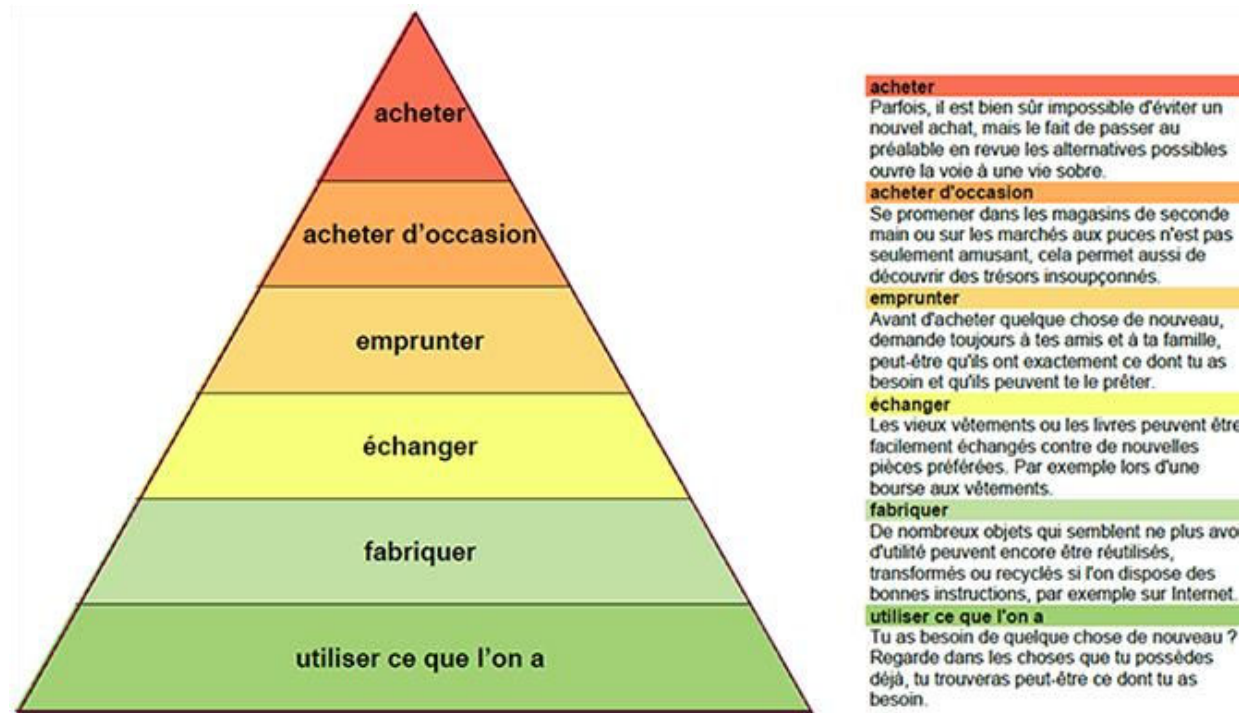 acheter
acheter d'occasion
emprunter
échanger
fabriquer
utiliser ce que l'on a
acheter
Parfois, il est bien sûr impossible d'éviter un
nouvel achat, mais le fait de passer au
préalable en revue les alternatives possibles
ouvre la voie à une vie sobre.
acheter d'occasion
Se promener dans les magasins de seconde
main ou sur les marchés aux puces n'est pas
seulement amusant, cela permet aussi de
découvrir des trésors insoupçonnés.
emprunter
Avant d'acheter quelque chose de nouveau,
demande toujours à tes amis et à ta famille,
peut-être qu'ils ont exactement ce dont tu as
besoin et qu'ils peuvent te le prêter.
échanger
Les vieux vêtements ou les livres peuvent être
facilement échangés contre de nouvelles
pièces préférées. Par exemple lors d'une
bourse aux vêtements.
fabriquer
De nombreux objets qui semblent ne plus avo
d'utilité peuvent encore être réutilisés,
transformés ou recyclés si l'on dispose des
bonnes instructions, par exemple sur Internet.
utiliser ce que l'on a
Tu as besoin de quelque chose de nouveau ?
Regarde dans les choses que tu possèdes
déjà, tu trouveras peut-être ce dont tu as
besoin.